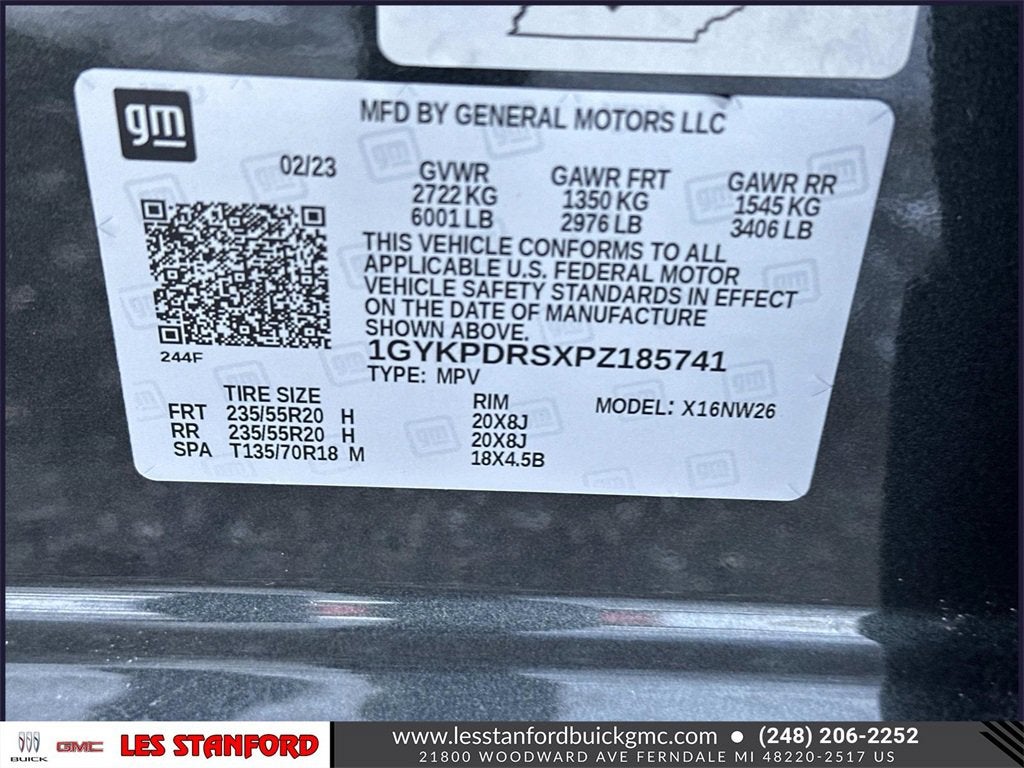 gm
MFD BY GENERAL MOTORS LLC
02/23
GVWR GAWR FRT GAWR RR
2722 KG 1350 KG 1545 KG
6001 LB 2976 LB 3406 LB
THIS VEHICLE CONFORMS TO ALL
APPLICABLE U.S. FEDERAL MOTOR
VEHICLE SAFETY STANDARDS IN EFFECT
ON THE DATE OF MANUFACTURE
SHOWN ABOVE.
244F
1GYKPDRSXPZ185741
TYPE: MPV
TIRE SIZE RIM MODEL: X16NW26
FRT 235/55R20 H 20X8J
RR 235/55R20 H 20X8J
SPA T135/70R18 M 18X4.5B
BUICK GMC LES STANFORD
www.lesstanfordbuickgmc.com • (248) 206-2252
21800 WOODWARD AVE FERNDALE MI 48220-2517 US